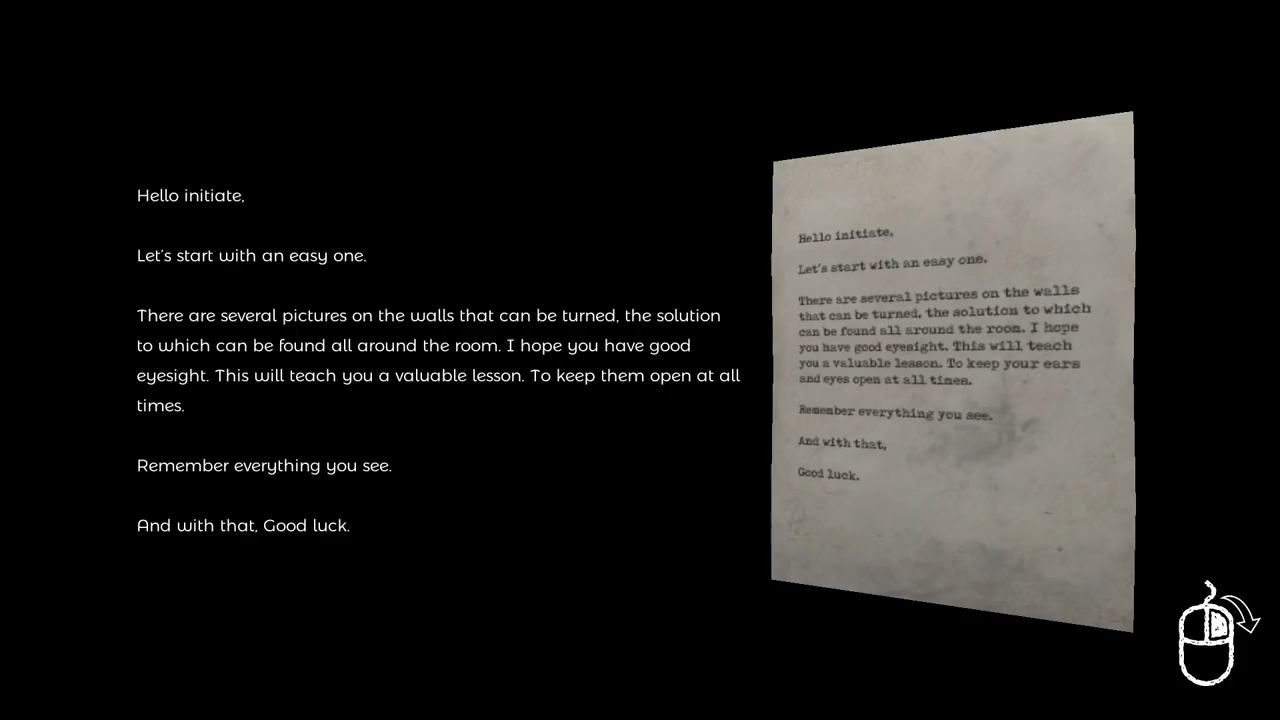 Hello initiate,
Let's start with an easy one.
There are several pictures on the walls that can be turned, the solution
to which can be found all around the room. I hope you have good
eyesight. This will teach you a valuable lesson. To keep them open at all
times.
Remember everything you see.
And with that, Good luck.
Hello initiate,
Let's start with an easy one.
There are several pictures on the walls
that can be turned, the solution to which
can be found all around the room. I hope
you have good eyesight. This will teach
you a valuable lesson. To keep your ears
and eyes open at all times.
Remember everything you see.
And with that,
Good luck.